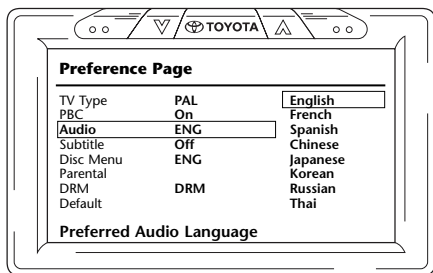 TOYOTA
Preference Page
TV Type PAL English
PBC On French
Audio ENG Spanish
Subtitle Off Chinese
Disc Menu ENG Japanese
Parental Korean
DRM DRM Russian
Default Thai
Preferred Audio Language